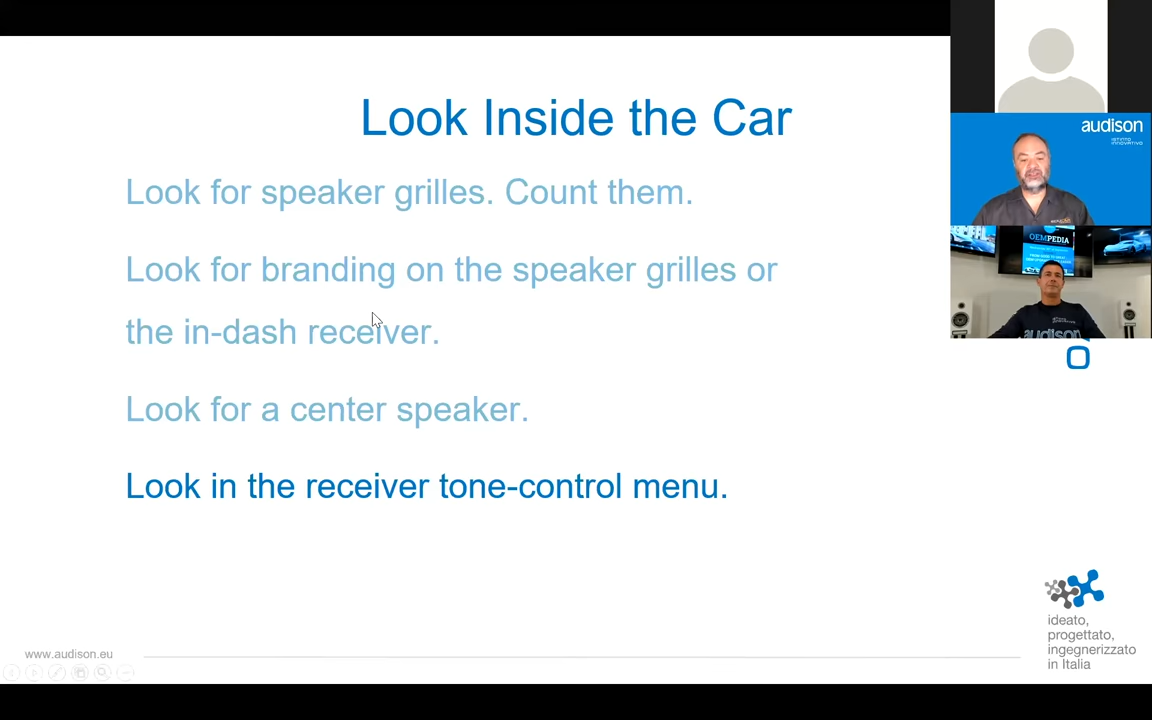 Look Inside the Car
Look for speaker grilles. Count them.
Look for branding on the speaker grilles or
the in-dash receiver.
Look for a center speaker.
Look in the receiver tone-control menu.
audison
OEMPEDIA
audison
www.audison.eu
ideato,
progettato,
ingegnerizzato
in Italia